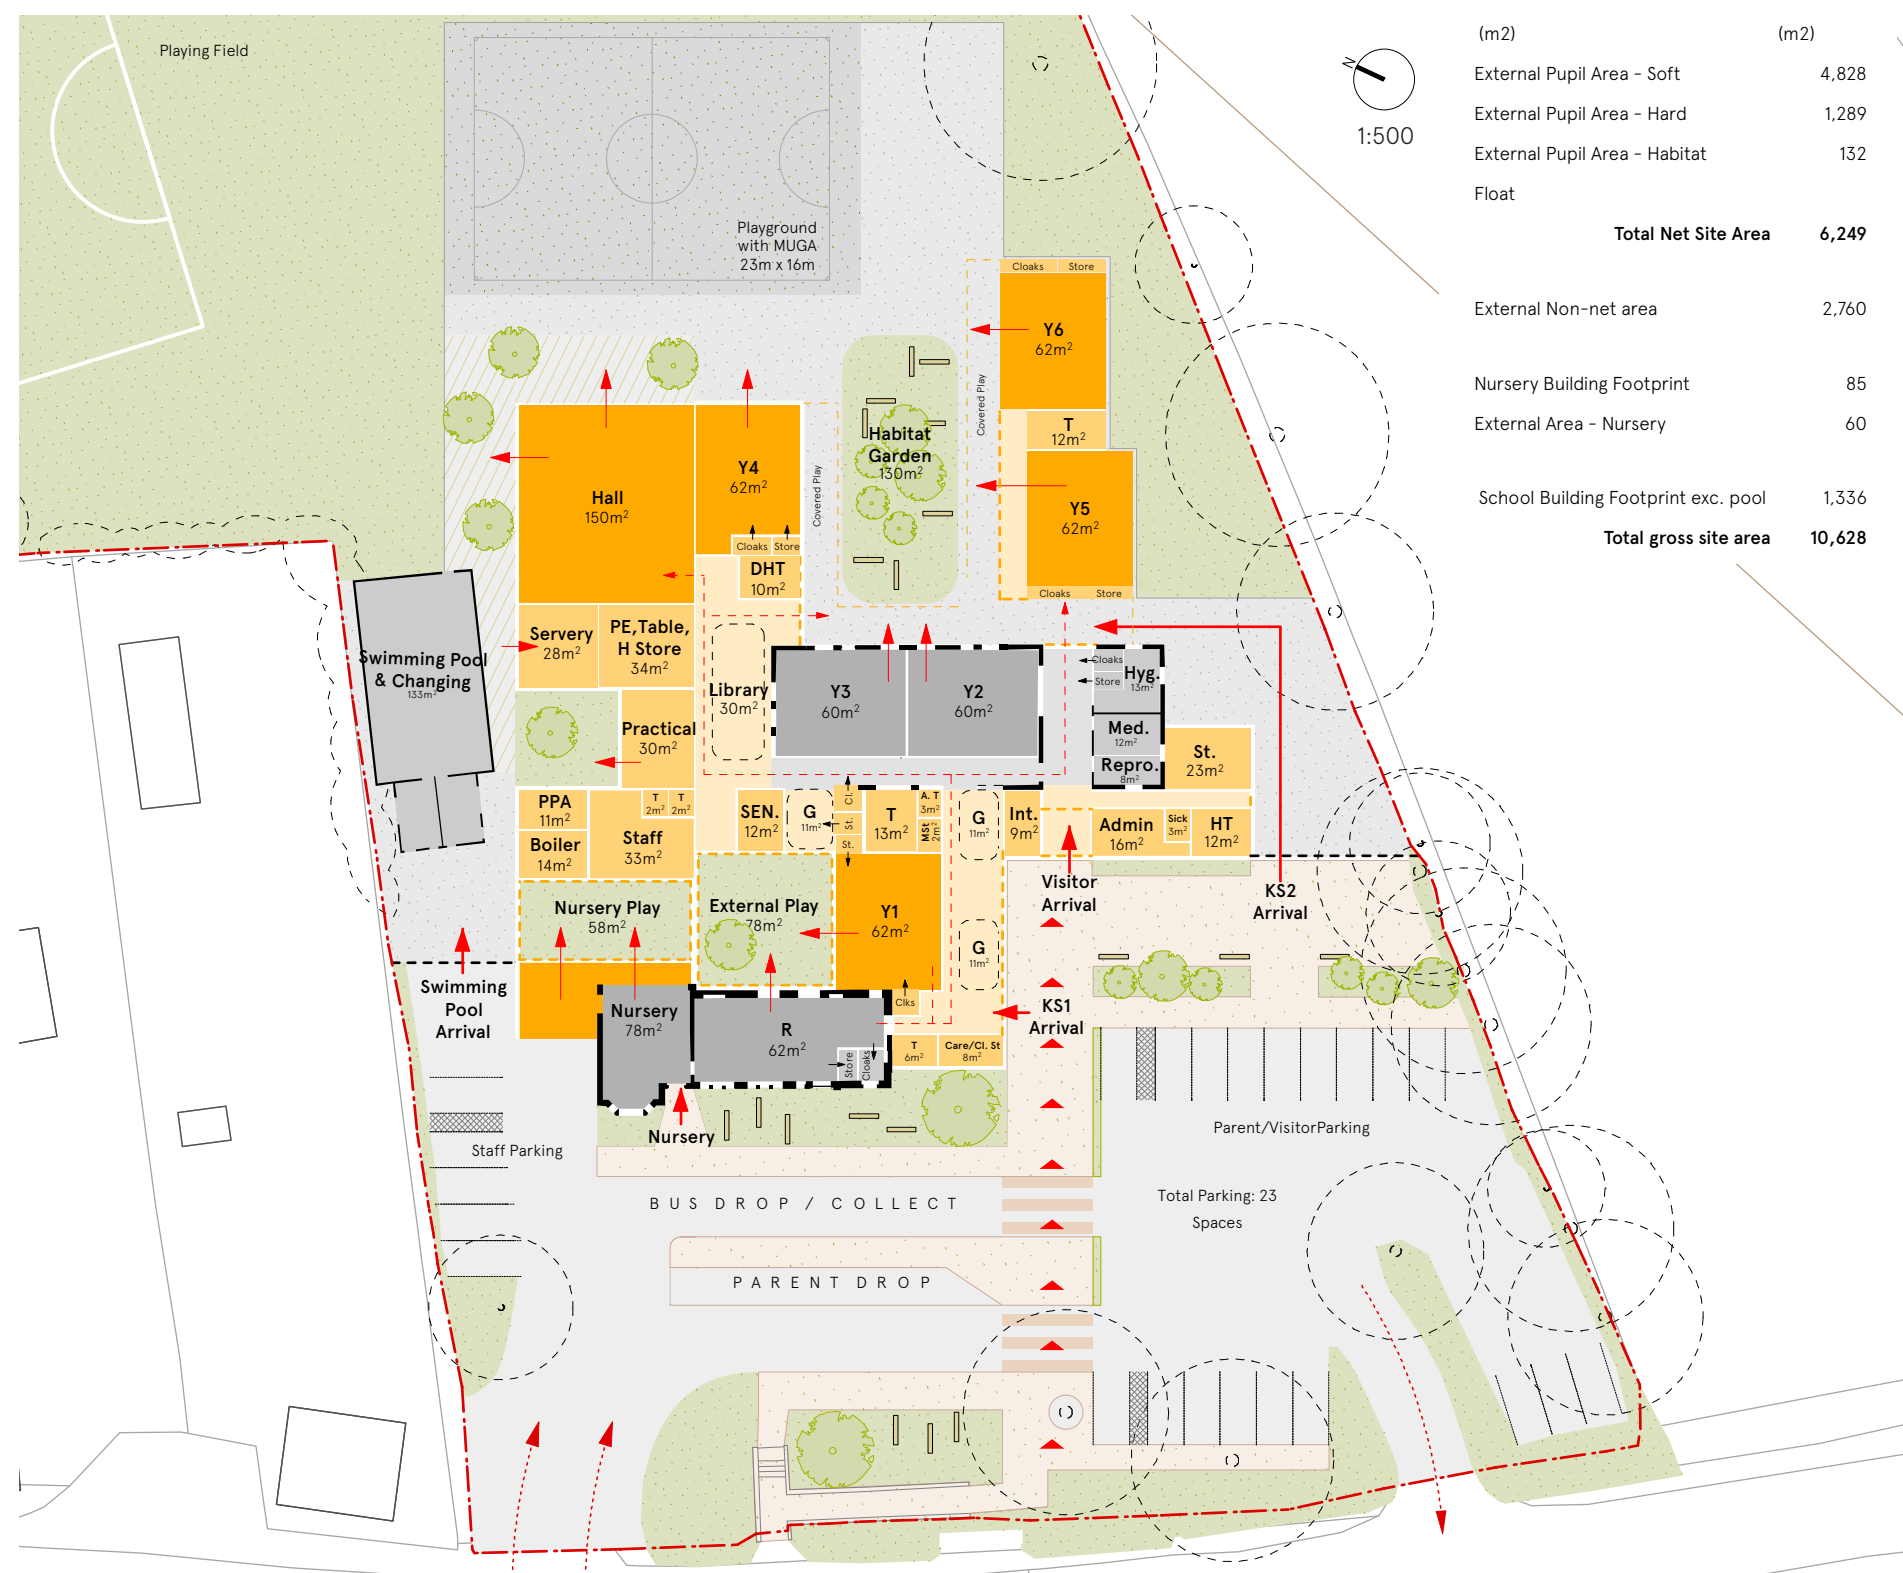 Playing Field
Playground
with MUGA
23m x 16m
N
1:500
(m2) (m2)
External Pupil Area - Soft 4,828
External Pupil Area - Hard 1,289
External Pupil Area - Habitat 132
Float
Total Net Site Area 6,249
External Non-net area 2,760
Nursery Building Footprint 85
External Area - Nursery 60
School Building Footprint exc. pool 1,336
Total gross site area 10,628
Cloaks Store
Y6
62m²
Covered Play
T
12m²
Y5
62m²
Cloaks Store
Habitat
Garden
130m²
Covered Play
Hall
150m²
Y4
62m²
Cloaks Store
DHT
10m²
Servery
28m²
PE,Table,
H Store
34m²
Swimming Pool
& Changing
133m²
Library
30m²
Y3
60m²
Y2
60m²
Cloaks
Store
Hyg.
13m²
Med.
12m²
Repro.
8m²
St.
23m²
Practical
30m²
PPA
11m²
Boiler
14m²
T
2m²
T
2m²
Staff
33m²
SEN.
12m²
G
11m²
Cl.
St.
St.
T
13m²
A. T
3m²
MSt
2m²
G
11m²
Int.
9m²
Admin
16m²
Sick
3m²
HT
12m²
Visitor
Arrival
KS2
Arrival
Nursery Play
58m²
External Play
78m²
Y1
62m²
G
11m²
Clks
KS1
Arrival
Swimming
Pool
Arrival
Nursery
78m²
R
62m²
Store
Cloaks
T
6m²
Care/Cl. St
8m²
Nursery
Staff Parking
Parent/VisitorParking
BUS DROP / COLLECT
Total Parking: 23
Spaces
PARENT DROP